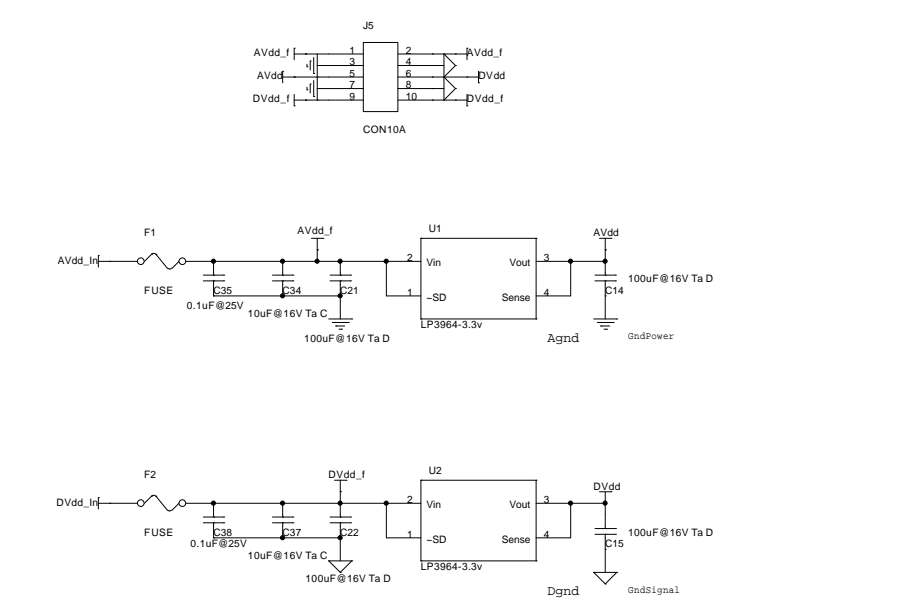 J5
AVdd_f 1 2 AVdd_f
3 4
AVdd 5 6 DVdd
7 8
DVdd_f 9 10 DVdd_f
CON10A
F1 AVdd_f U1 AVdd
AVdd_In 2 Vin Vout 3
FUSE C35 C34 C21 1 ~SD Sense 4 C14 100uF@16V Ta D
0.1uF@25V
10uF@16V Ta C
LP3964-3.3v
100uF@16V Ta D Agnd GndPower
F2 DVdd_f U2 DVdd
DVdd_In 2 Vin Vout 3
FUSE C38 C37 C22 1 ~SD Sense 4 C15 100uF@16V Ta D
0.1uF@25V
10uF@16V Ta C
LP3964-3.3v
100uF@16V Ta D Dgnd GndSignal